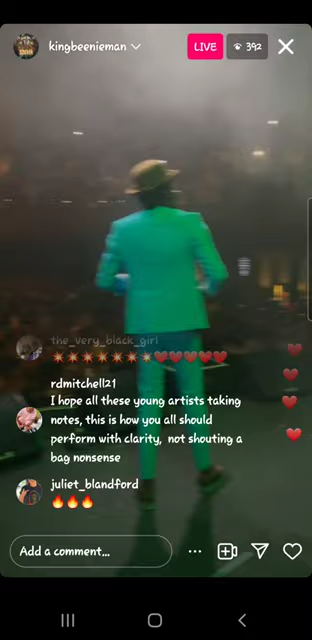 kingbeenieman
LIVE
392
the_very_black_girl
💥💥💥💥💥💥💥❤️❤️❤️❤️❤️
rdmitchell21
I hope all these young artists taking
notes, this is how you all should
perform with clarity, not shouting a
bag nonsense
juliet_blandford
🔥🔥🔥
Add a comment...